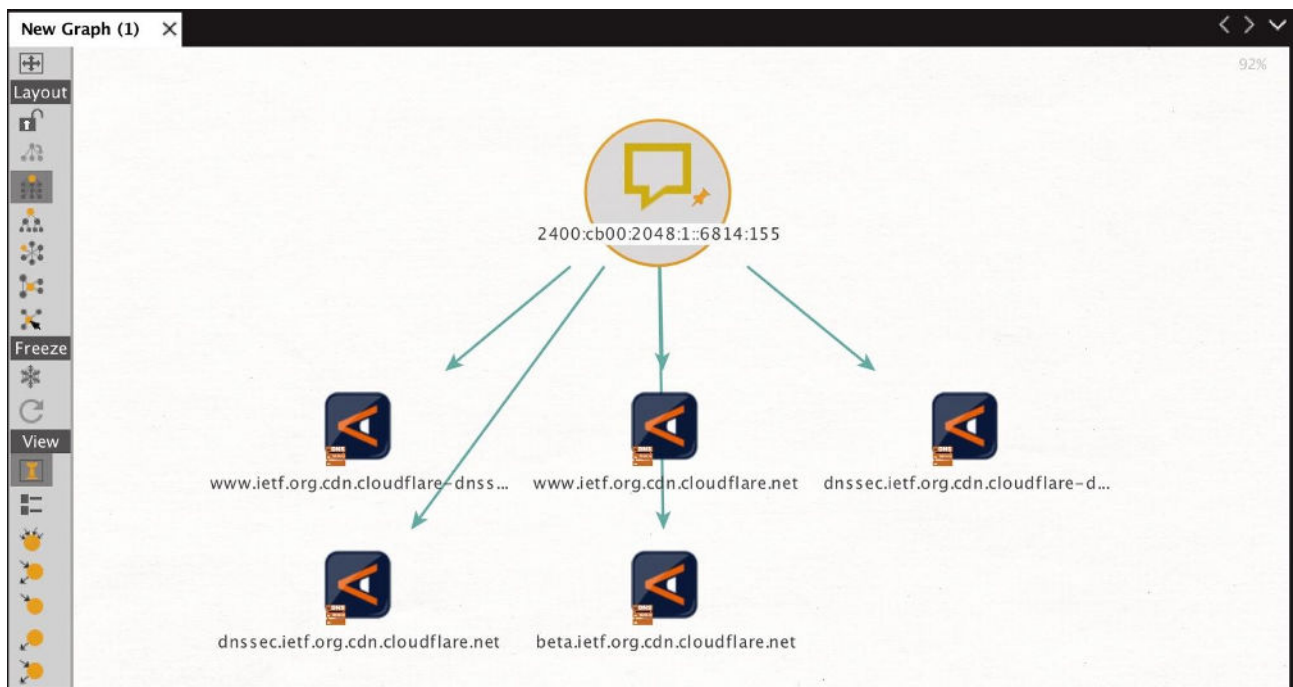 New Graph (1)
92%
Layout
Freeze
View
2400:cb00:2048:1::6814:155
www.ietf.org.cdn.cloudflare-dnss...
www.ietf.org.cdn.cloudflare.net
dnssec.ietf.org.cdn.cloudflare-d...
dnssec.ietf.org.cdn.cloudflare.net
beta.ietf.org.cdn.cloudflare.net